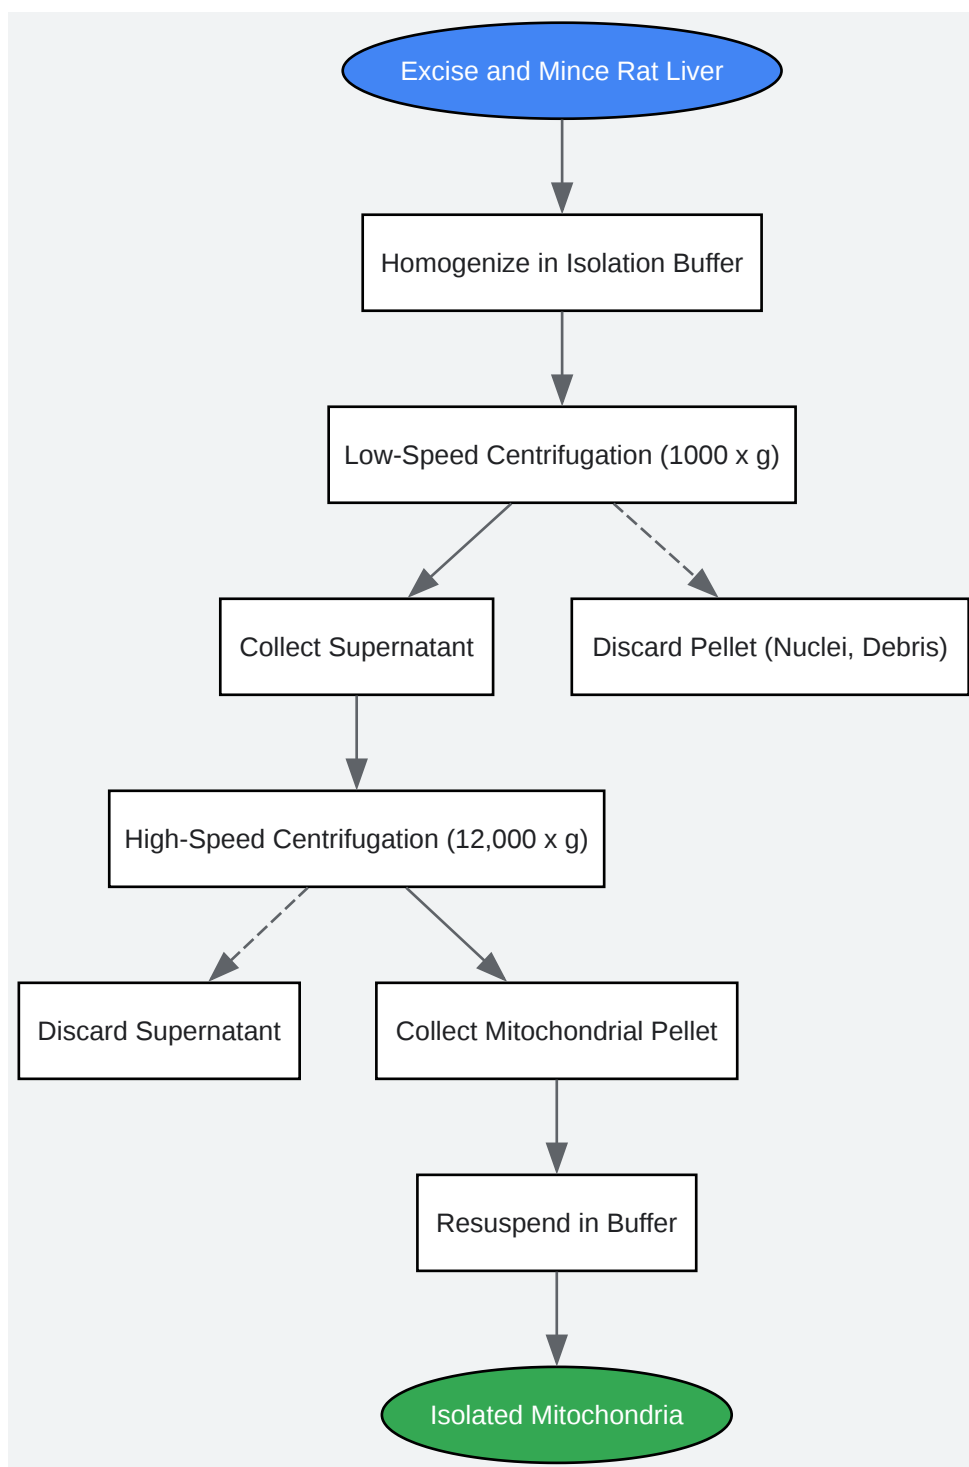 Excise and Mince Rat Liver
Homogenize in Isolation Buffer
Low-Speed Centrifugation (1000 x g)
Collect Supernatant
Discard Pellet (Nuclei, Debris)
High-Speed Centrifugation (12,000 x g)
Discard Supernatant
Collect Mitochondrial Pellet
Resuspend in Buffer
Isolated Mitochondria